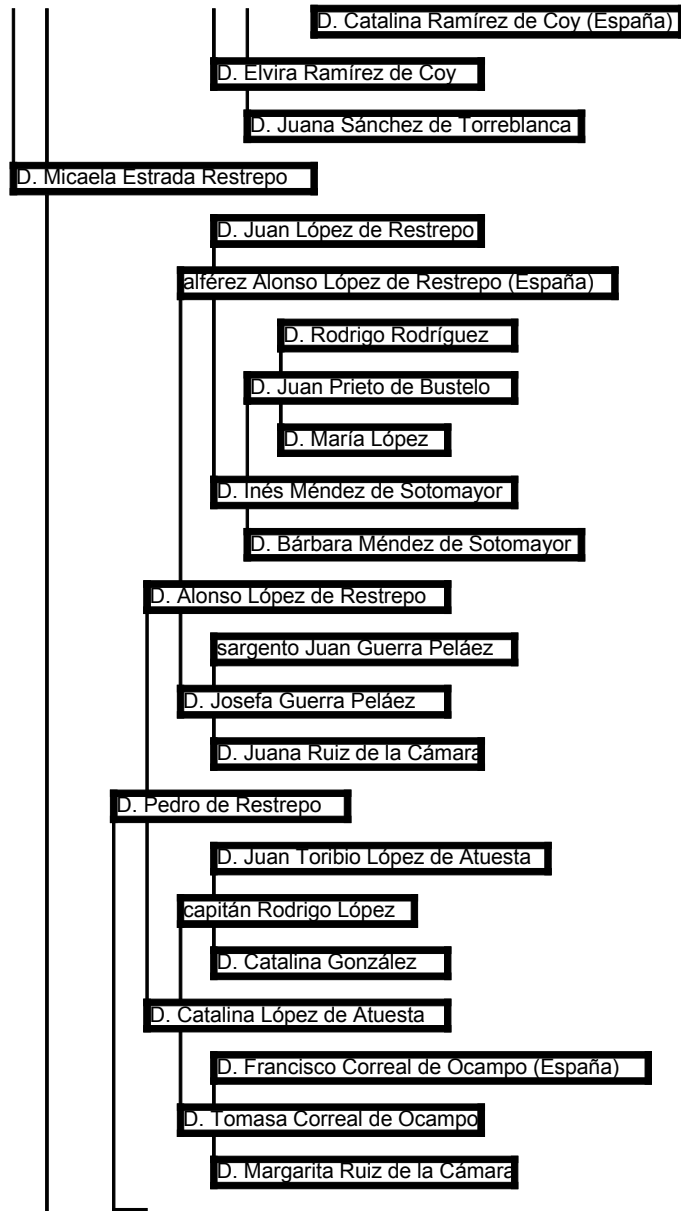 D. Catalina Ramírez de Coy (España)
D. Elvira Ramírez de Coy
D. Juana Sánchez de Torreblanca
D. Micaela Estrada Restrepo
D. Juan López de Restrepo
alférez Alonso López de Restrepo (España)
D. Rodrigo Rodríguez
D. Juan Prieto de Bustelo
D. María López
D. Inés Méndez de Sotomayor
D. Bárbara Méndez de Sotomayor
D. Alonso López de Restrepo
sargento Juan Guerra Peláez
D. Josefa Guerra Peláez
D. Juana Ruiz de la Cámara
D. Pedro de Restrepo
D. Juan Toribio López de Atuesta
capitán Rodrigo López
D. Catalina González
D. Catalina López de Atuesta
D. Francisco Correal de Ocampo (España)
D. Tomasa Correal de Ocampo
D. Margarita Ruiz de la Cámara